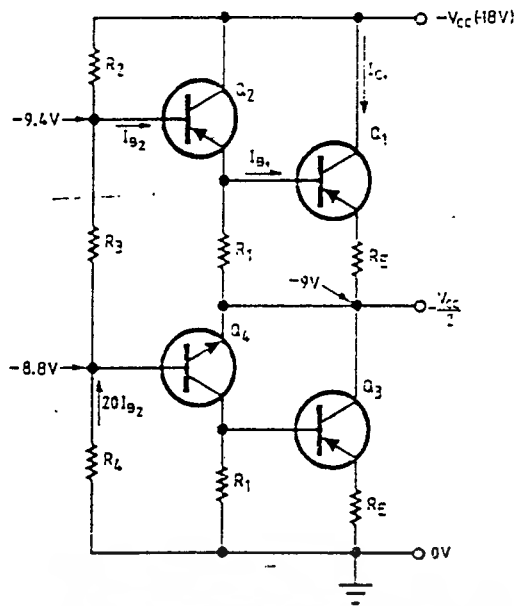 -VCC(-18V)
R2
Q2
IC1
-9.4V
IB2
Q1
IB1
R3
R1
RE
-9V
-VCC/2
Q4
-8.8V
Q3
20IB2
R4
R1
RE
0V